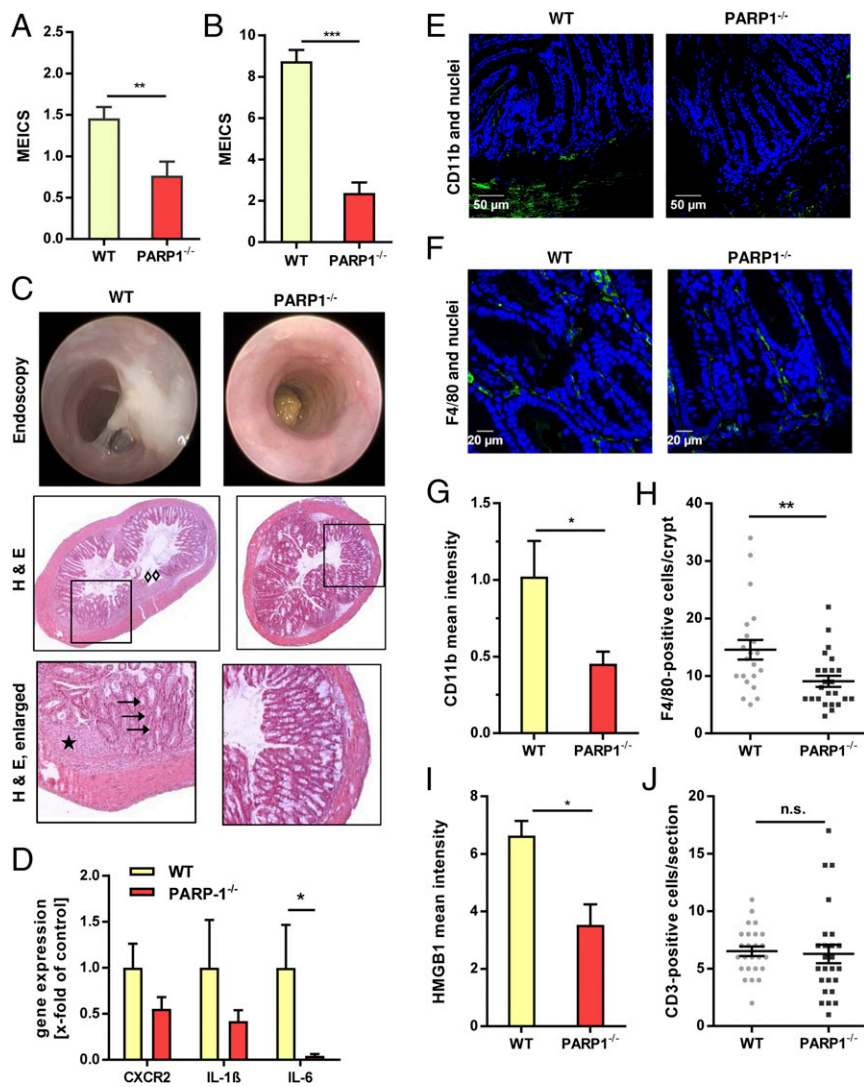 A
MEICS
1.5
1.0
0.5
0.0
**
WT
PARP1-/-
B
MEICS
10
8
6
4
2
0
***
WT
PARP1-/-
C
WT
PARP1-/-
Endoscopy
H & E
H & E, enlarged
D
gene expression
[x-fold of control]
2.0
1.5
1.0
0.5
0.0
WT
PARP-1-/-
*
CXCR2
IL-1ß
IL-6
E
WT
PARP1-/-
CD11b and nuclei
50 µm
50 µm
F
WT
PARP1-/-
F4/80 and nuclei
20 µm
20 µm
G
CD11b mean intensity
1.5
1.0
0.5
0.0
*
WT
PARP1-/-
H
F4/80-positive cells/crypt
40
30
20
10
0
**
WT
PARP1-/-
I
HMGB1 mean intensity
8
6
4
2
0
*
WT
PARP1-/-
J
CD3-positive cells/section
20
15
10
5
0
n.s.
WT
PARP1-/-